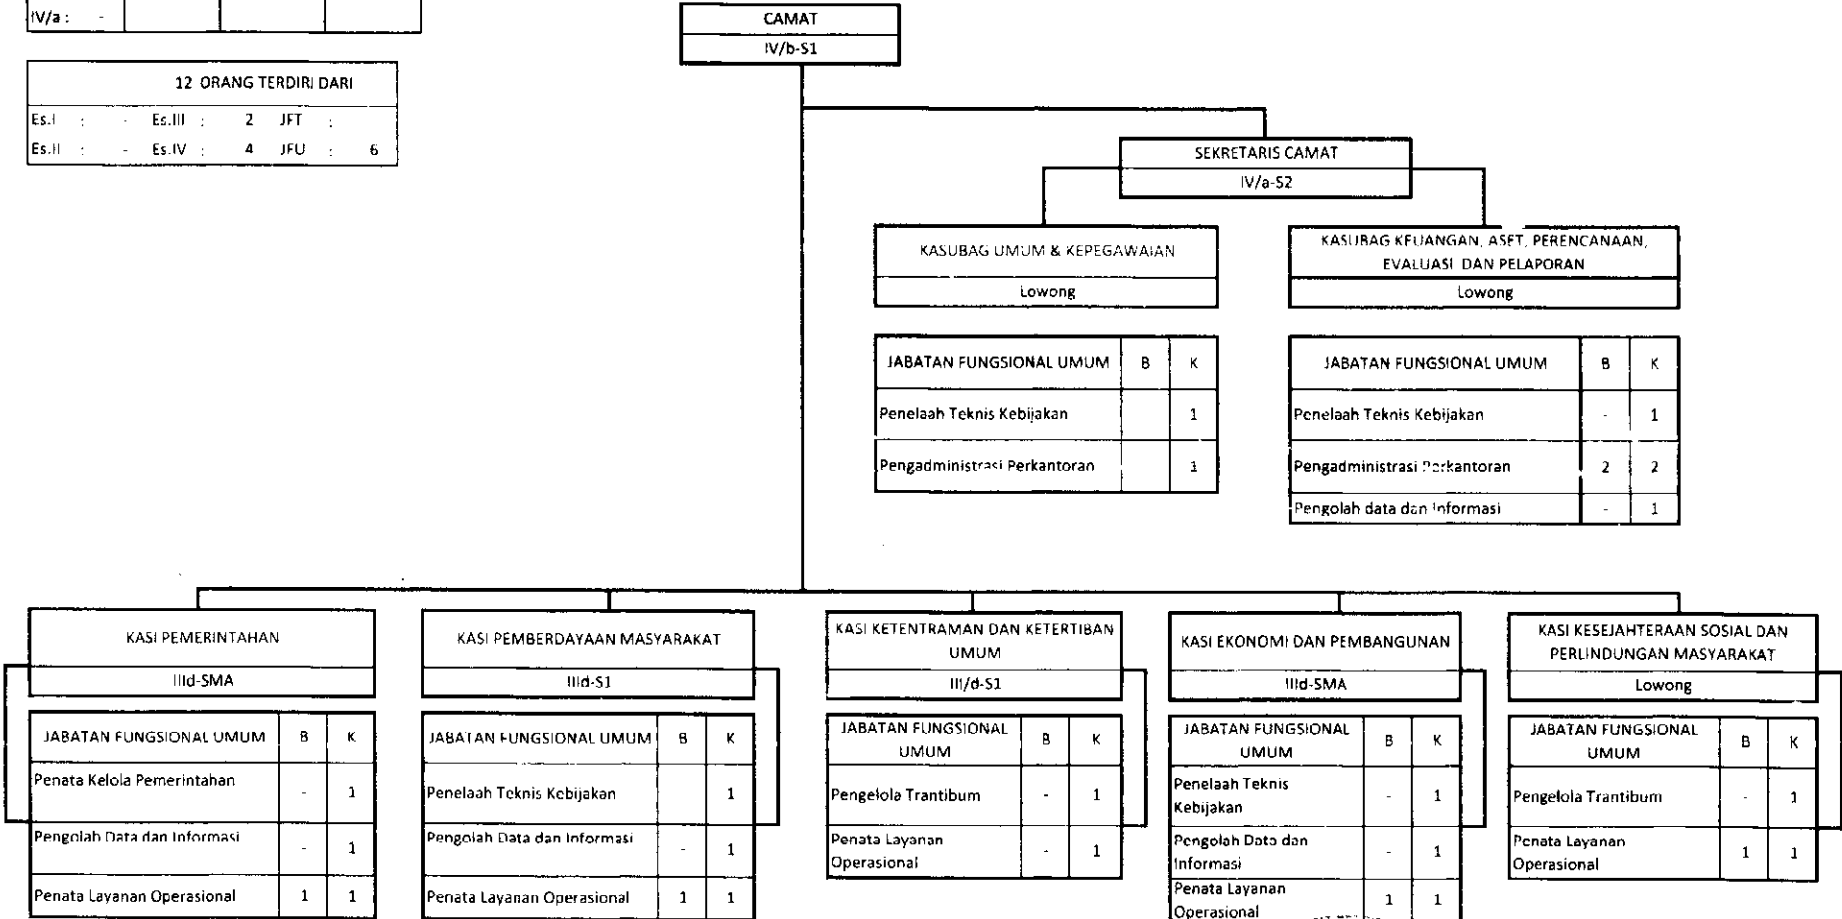 IV/a : -
CAMAT
IV/b-S1
12 ORANG TERDIRI DARI
Es.I : - Es.III : 2 JFT :
Es.II : - Es.IV : 4 JFU : 6
SEKRETARIS CAMAT
IV/a-S2
KASUBAG UMUM & KEPEGAWAIAN
Lowong
KASUBAG KEUANGAN, ASET, PERENCANAAN,
EVALUASI DAN PELAPORAN
Lowong
JABATAN FUNGSIONAL UMUM B K
Penelaah Teknis Kebijakan 1
Pengadministrasi Perkantoran 1
JABATAN FUNGSIONAL UMUM B K
Penelaah Teknis Kebijakan - 1
Pengadministrasi Perkantoran 2 2
Pengolah data dan Informasi - 1
KASI PEMERINTAHAN
IIId-SMA
JABATAN FUNGSIONAL UMUM B K
Penata Kelola Pemerintahan - 1
Pengolah Data dan Informasi - 1
Penata Layanan Operasional 1 1
KASI PEMBERDAYAAN MASYARAKAT
IIId-S1
JABATAN FUNGSIONAL UMUM B K
Penelaah Teknis Kebijakan 1
Pengolah Data dan Informasi - 1
Penata Layanan Operasional 1 1
KASI KETENTRAMAN DAN KETERTIBAN
UMUM
III/d-S1
JABATAN FUNGSIONAL
UMUM B K
Pengelola Trantibum - 1
Penata Layanan
Operasional - 1
KASI EKONOMI DAN PEMBANGUNAN
IIId-SMA
JABATAN FUNGSIONAL
UMUM B K
Penelaah Teknis
Kebijakan - 1
Pengolah Data dan
Informasi - 1
Penata Layanan
Operasional 1 1
KASI KESEJAHTERAAN SOSIAL DAN
PERLINDUNGAN MASYARAKAT
Lowong
JABATAN FUNGSIONAL
UMUM B K
Pengelola Trantibum - 1
Penata Layanan
Operasional 1 1